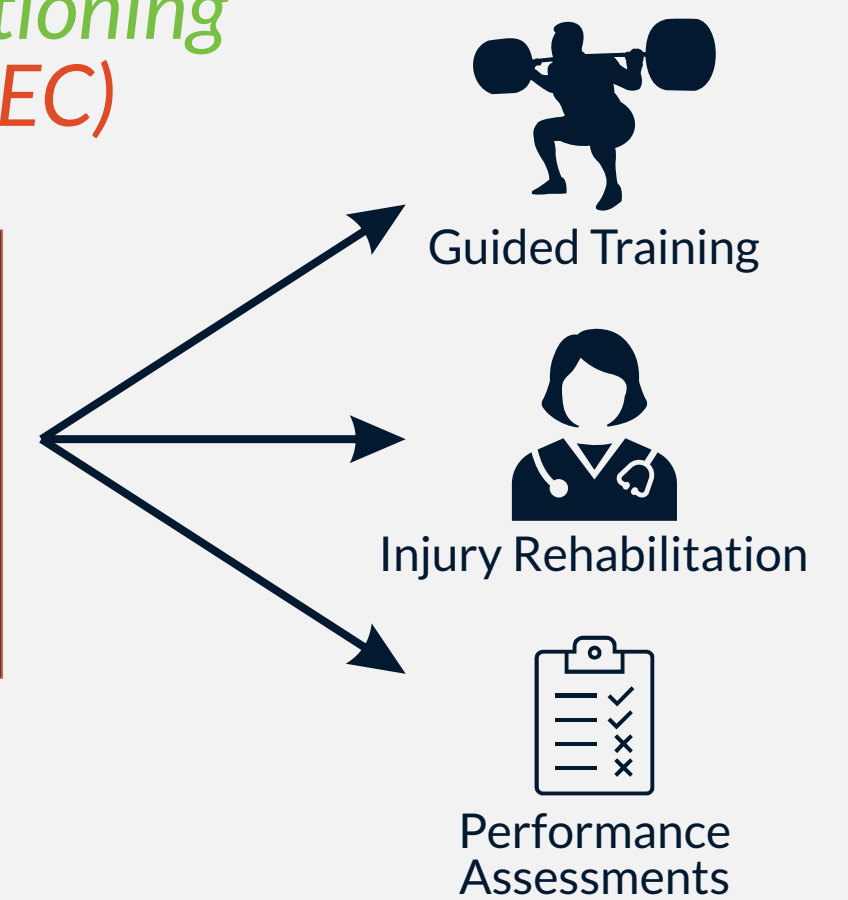 tioning
EC)
Guided Training
Injury Rehabilitation
Performance
Assessments